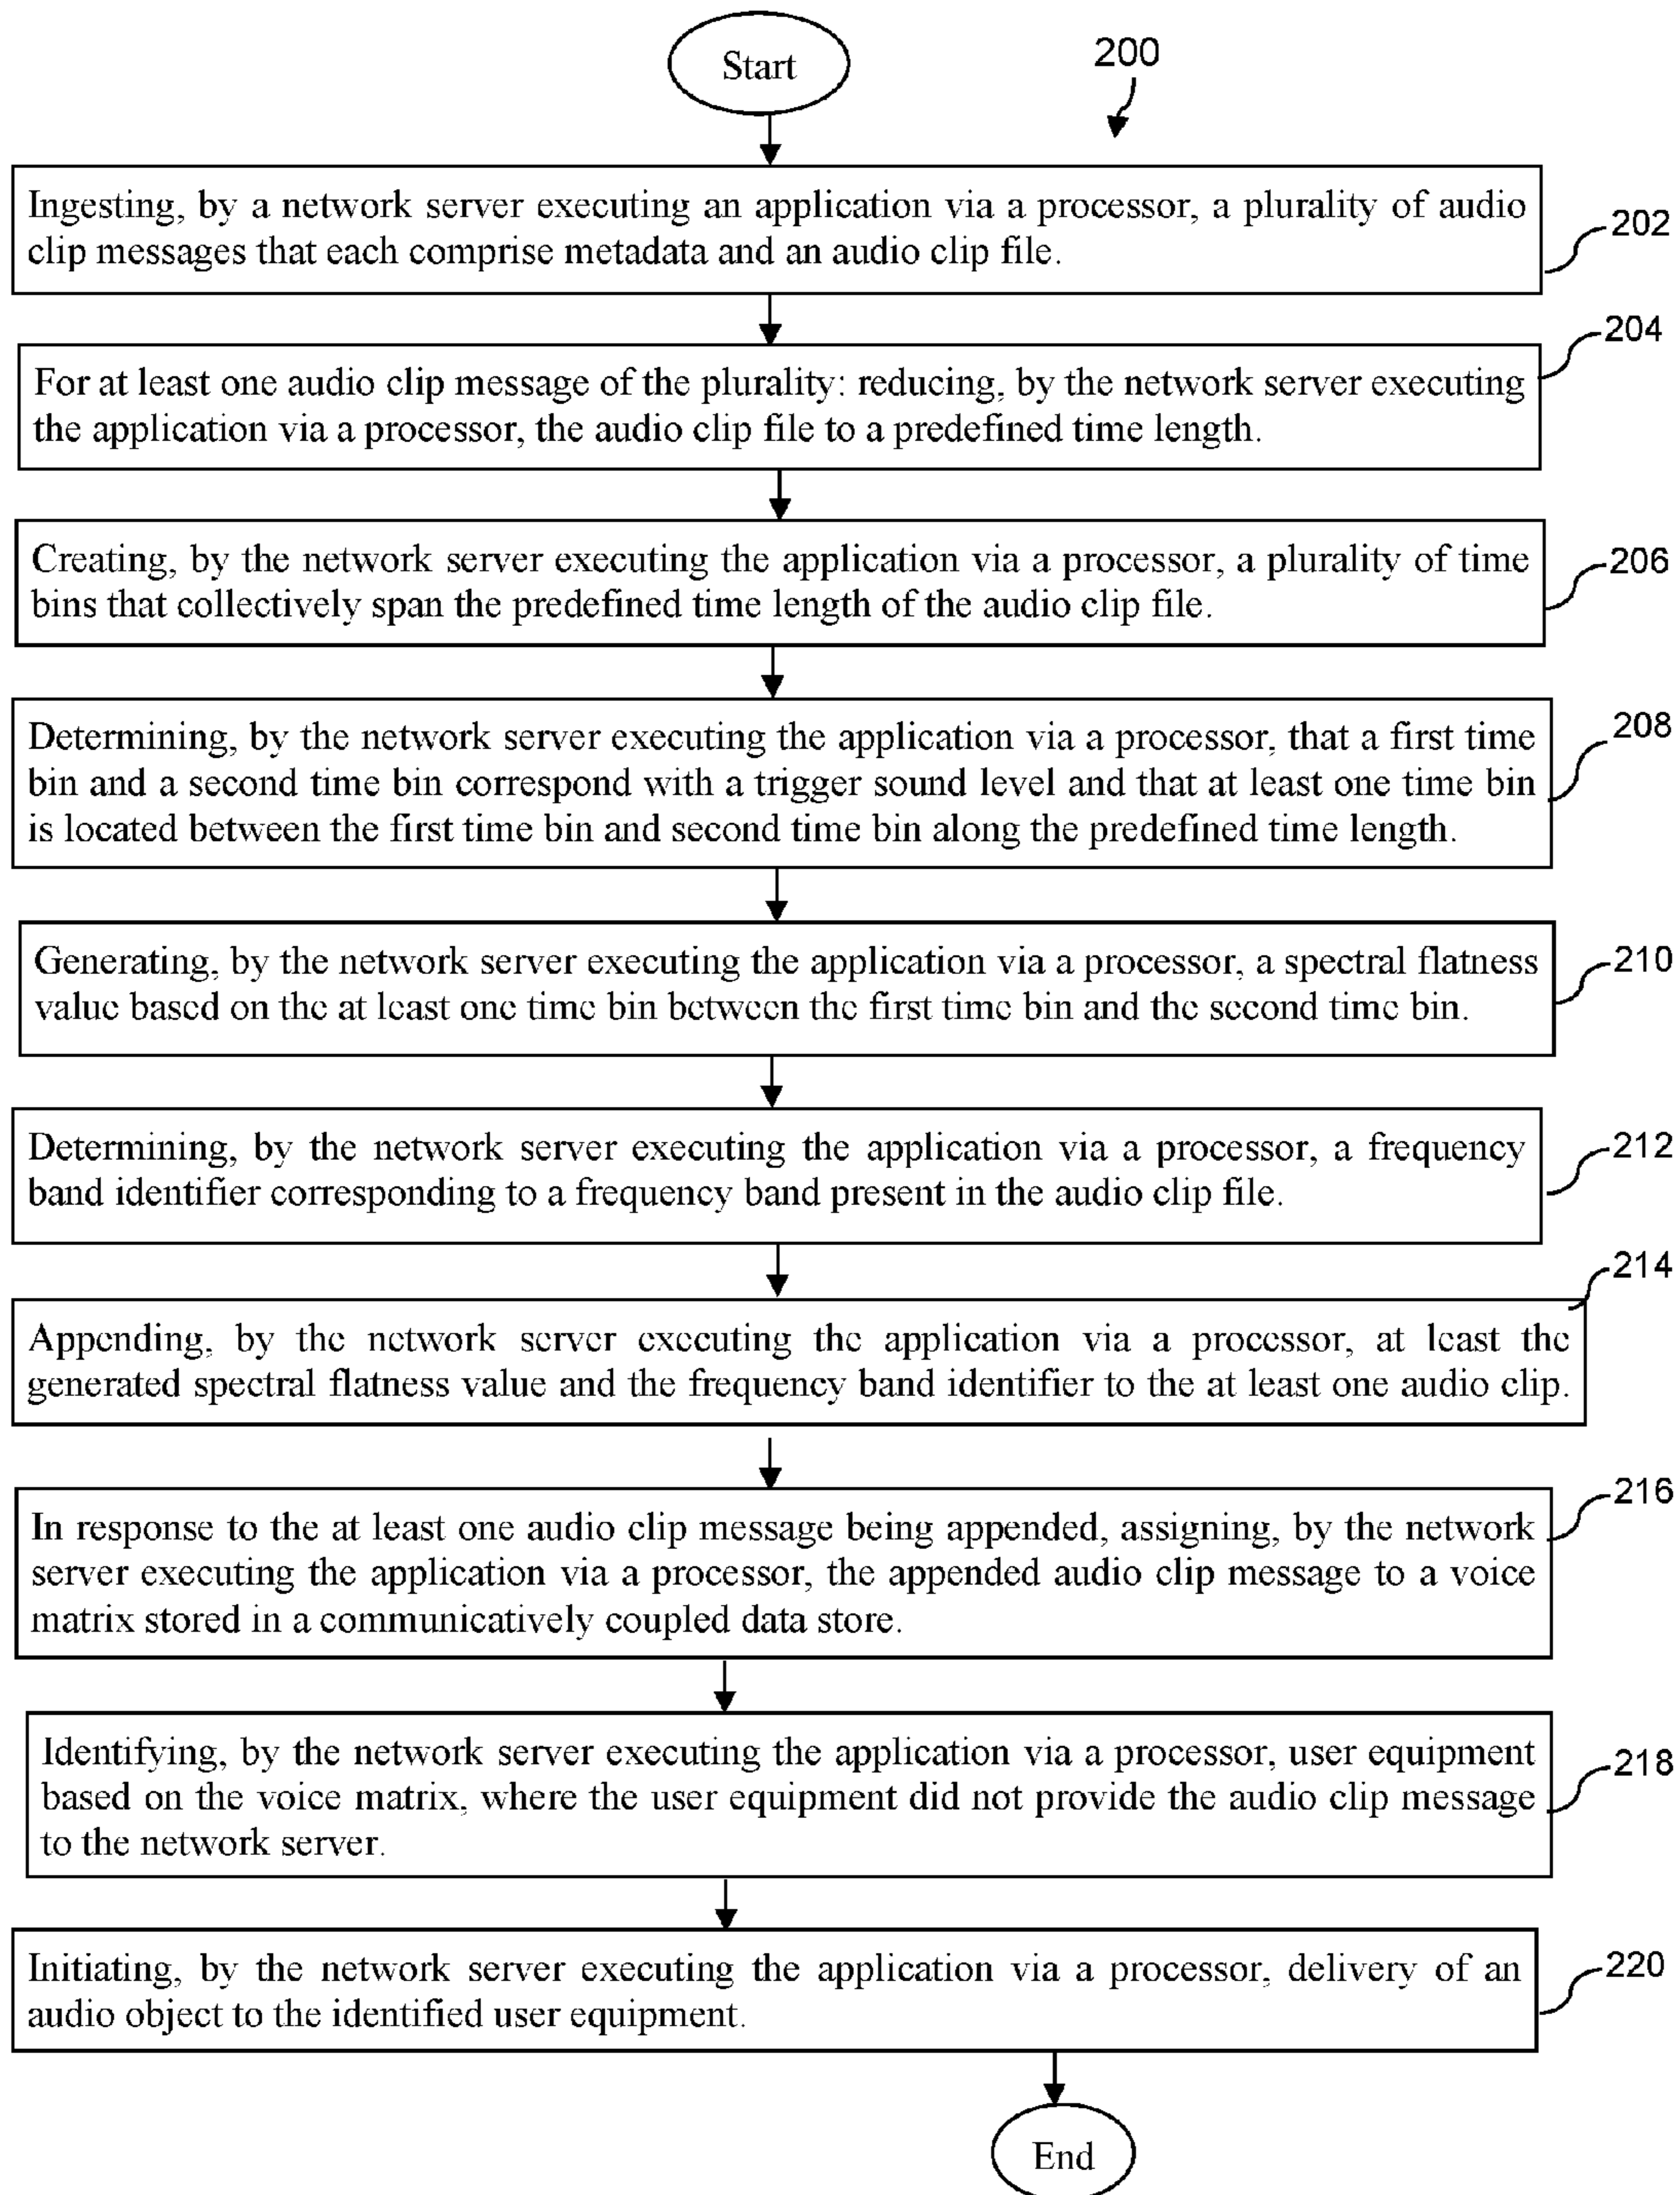 Start
200
Ingesting, by a network server executing an application via a processor, a plurality of audio
clip messages that each comprise metadata and an audio clip file.
202
204
For at least one audio clip message of the plurality: reducing, by the network server executing
the application via a processor, the audio clip file to a predefined time length.
Creating, by the network server executing the application via a processor, a plurality of time
bins that collectively span the predefined time length of the audio clip file.
206
Determining, by the network server executing the application via a processor, that a first time
bin and a second time bin correspond with a trigger sound level and that at least one time bin
is located between the first time bin and second time bin along the predefined time length.
208
Generating, by the network server executing the application via a processor, a spectral flatness
value based on the at least one time bin between the first time bin and the second time bin.
210
Determining, by the network server executing the application via a processor, a frequency
band identifier corresponding to a frequency band present in the audio clip file.
212
214
Appending, by the network server executing the application via a processor, at least the
generated spectral flatness value and the frequency band identifier to the at least one audio clip.
216
In response to the at least one audio clip message being appended, assigning, by the network
server executing the application via a processor, the appended audio clip message to a voice
matrix stored in a communicatively coupled data store.
Identifying, by the network server executing the application via a processor, user equipment
based on the voice matrix, where the user equipment did not provide the audio clip message
to the network server.
218
Initiating, by the network server executing the application via a processor, delivery of an
audio object to the identified user equipment.
220
End